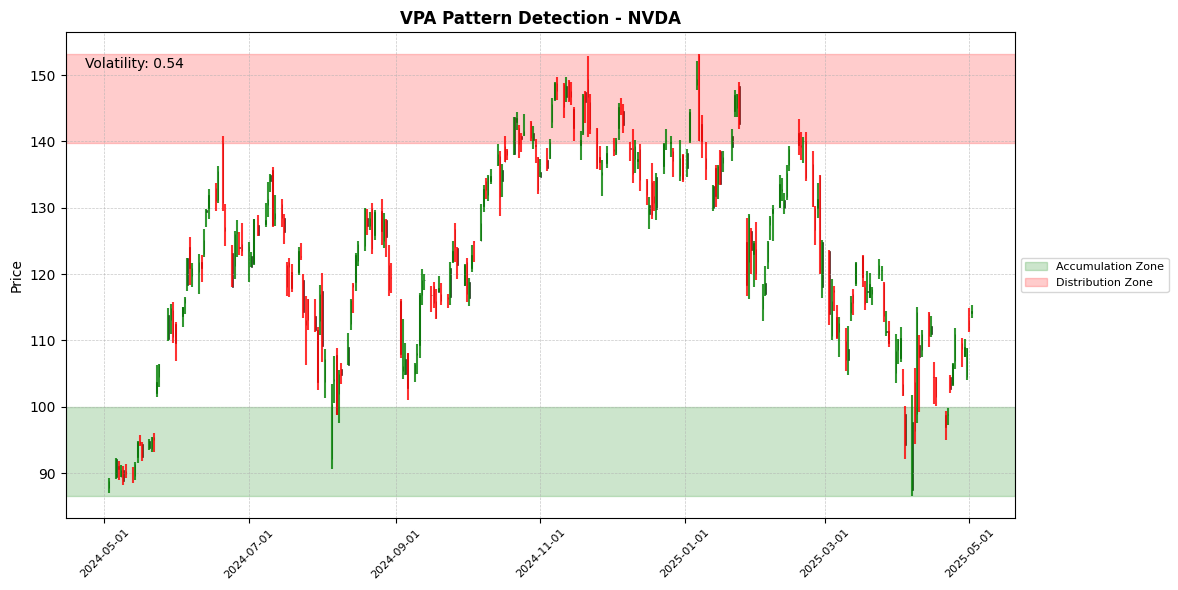 VPA Pattern Detection - NVDA
Volatility: 0.54
Price
150
140
130
120
110
100
90
2024-05-01
2024-07-01
2024-09-01
2024-11-01
2025-01-01
2025-03-01
2025-05-01
Accumulation Zone
Distribution Zone